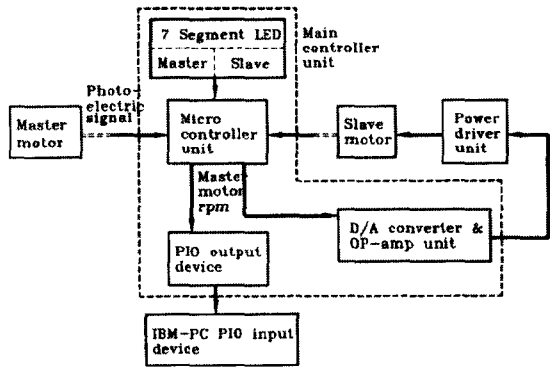 7 Segment LED
Master
Slave
Main
controller
unit
Photo-
electric
signal
Master
motor
Micro
controller
unit
Slave
motor
Power
driver
unit
Master
motor
rpm
D/A converter &
OP-amp unit
PIO output
device
IBM-PC PIO input
device